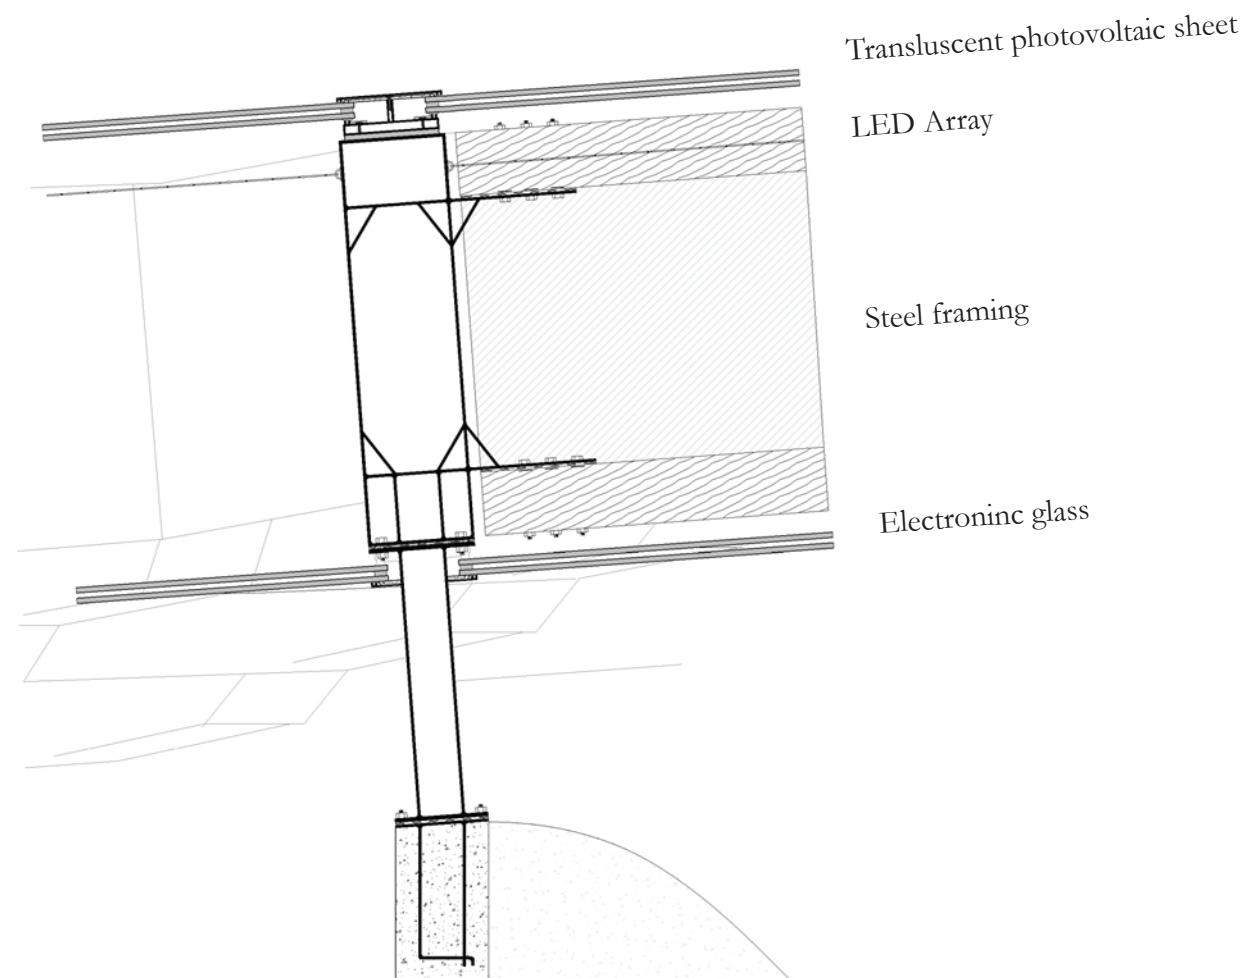 Transluscent photovoltaic sheet
LED Array
Steel framing
Electroninc glass